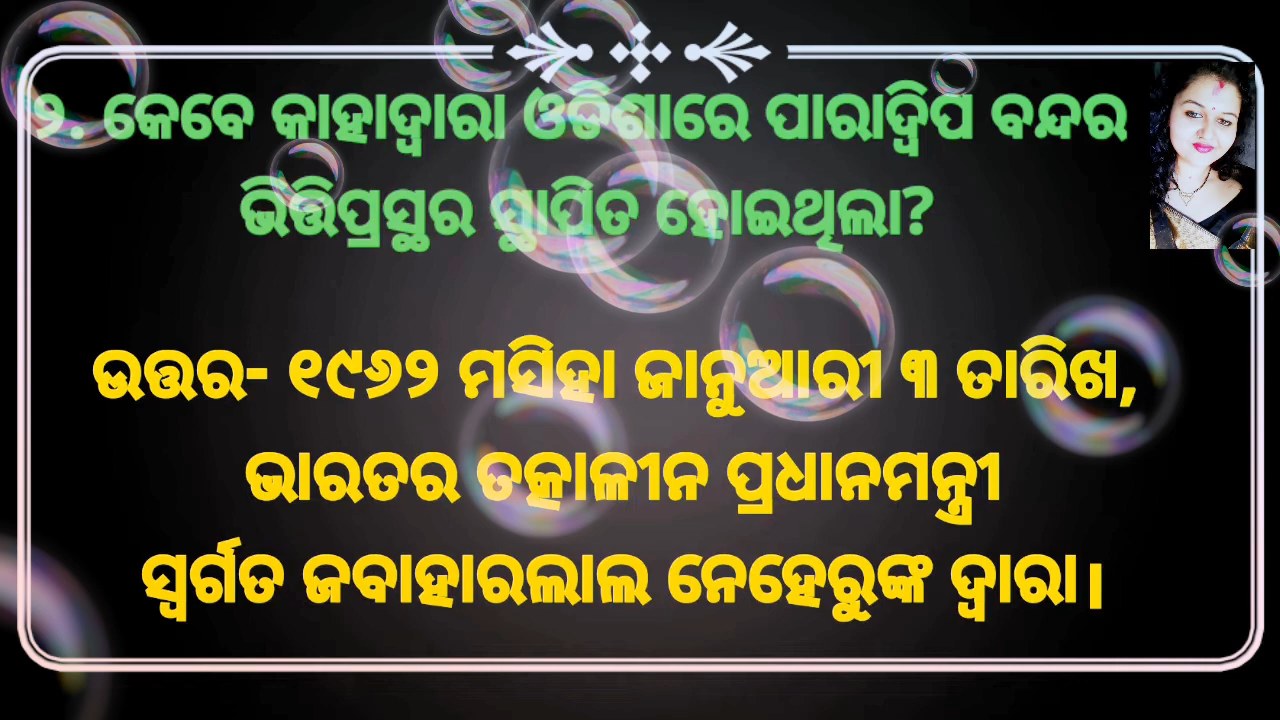 ୨. କେବେ କାହାଦ୍ୱାରା ଓଡିଶାରେ ପାରାଦ୍ୱିପ ବନ୍ଦର
ଭିତ୍ତିପ୍ରସ୍ଥର ସ୍ଥାପିତ ହୋଇଥିଲା?
ଉତ୍ତର- ୧୯୬୨ ମସିହା ଜାନୁଆରୀ ୩ ତାରିଖ,
ଭାରତର ତତ୍କାଳୀନ ପ୍ରଧାନମନ୍ତ୍ରୀ
ସ୍ୱର୍ଗତ ଜବାହାରଲାଲ ନେହେରୁଙ୍କ ଦ୍ୱାରା।